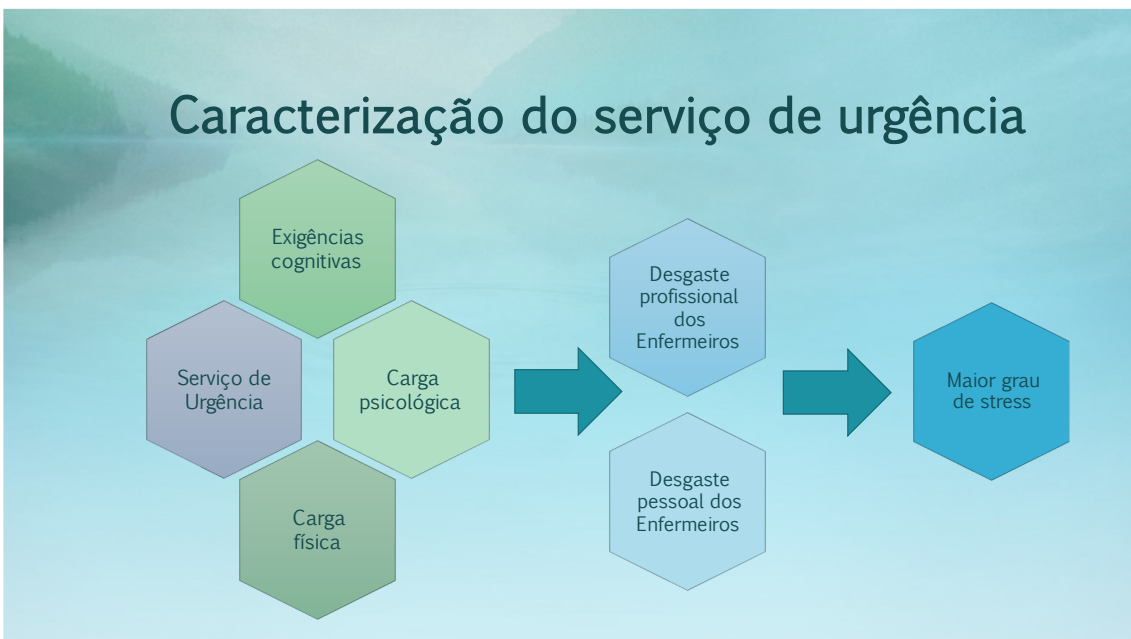 Caracterização do serviço de urgência
Exigências
cognitivas
Serviço de
Urgência
Carga
psicológica
Carga
física
Desgaste
profissional
dos
Enfermeiros
Desgaste
pessoal dos
Enfermeiros
Maior grau
de stress